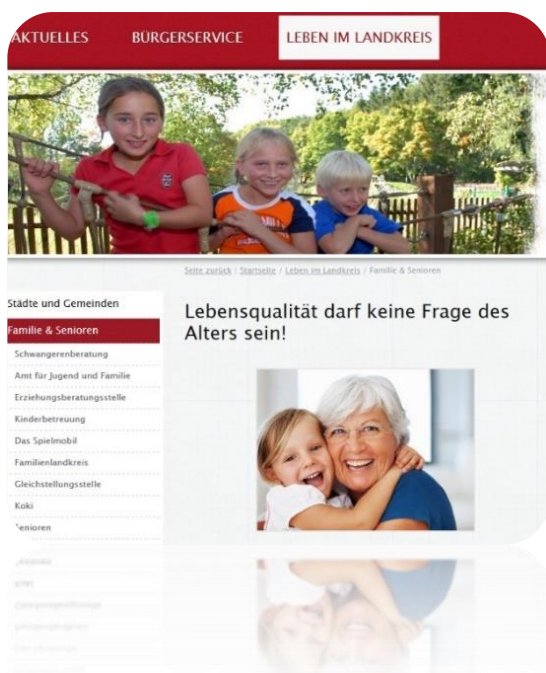 AKTUELLES BÜRGERSERVICE LEBEN IM LANDKREIS
Seite zurück | Startseite / Leben im Landkreis / Familie & Senioren
Städte und Gemeinden
Familie & Senioren
Schwangerenberatung
Amt für Jugend und Familie
Erziehungsberatungsstelle
Kinderbetreuung
Das Spielmobil
Familienlandkreis
Gleichstellungsstelle
Koki
Senioren
Lebensqualität darf keine Frage des
Alters sein!